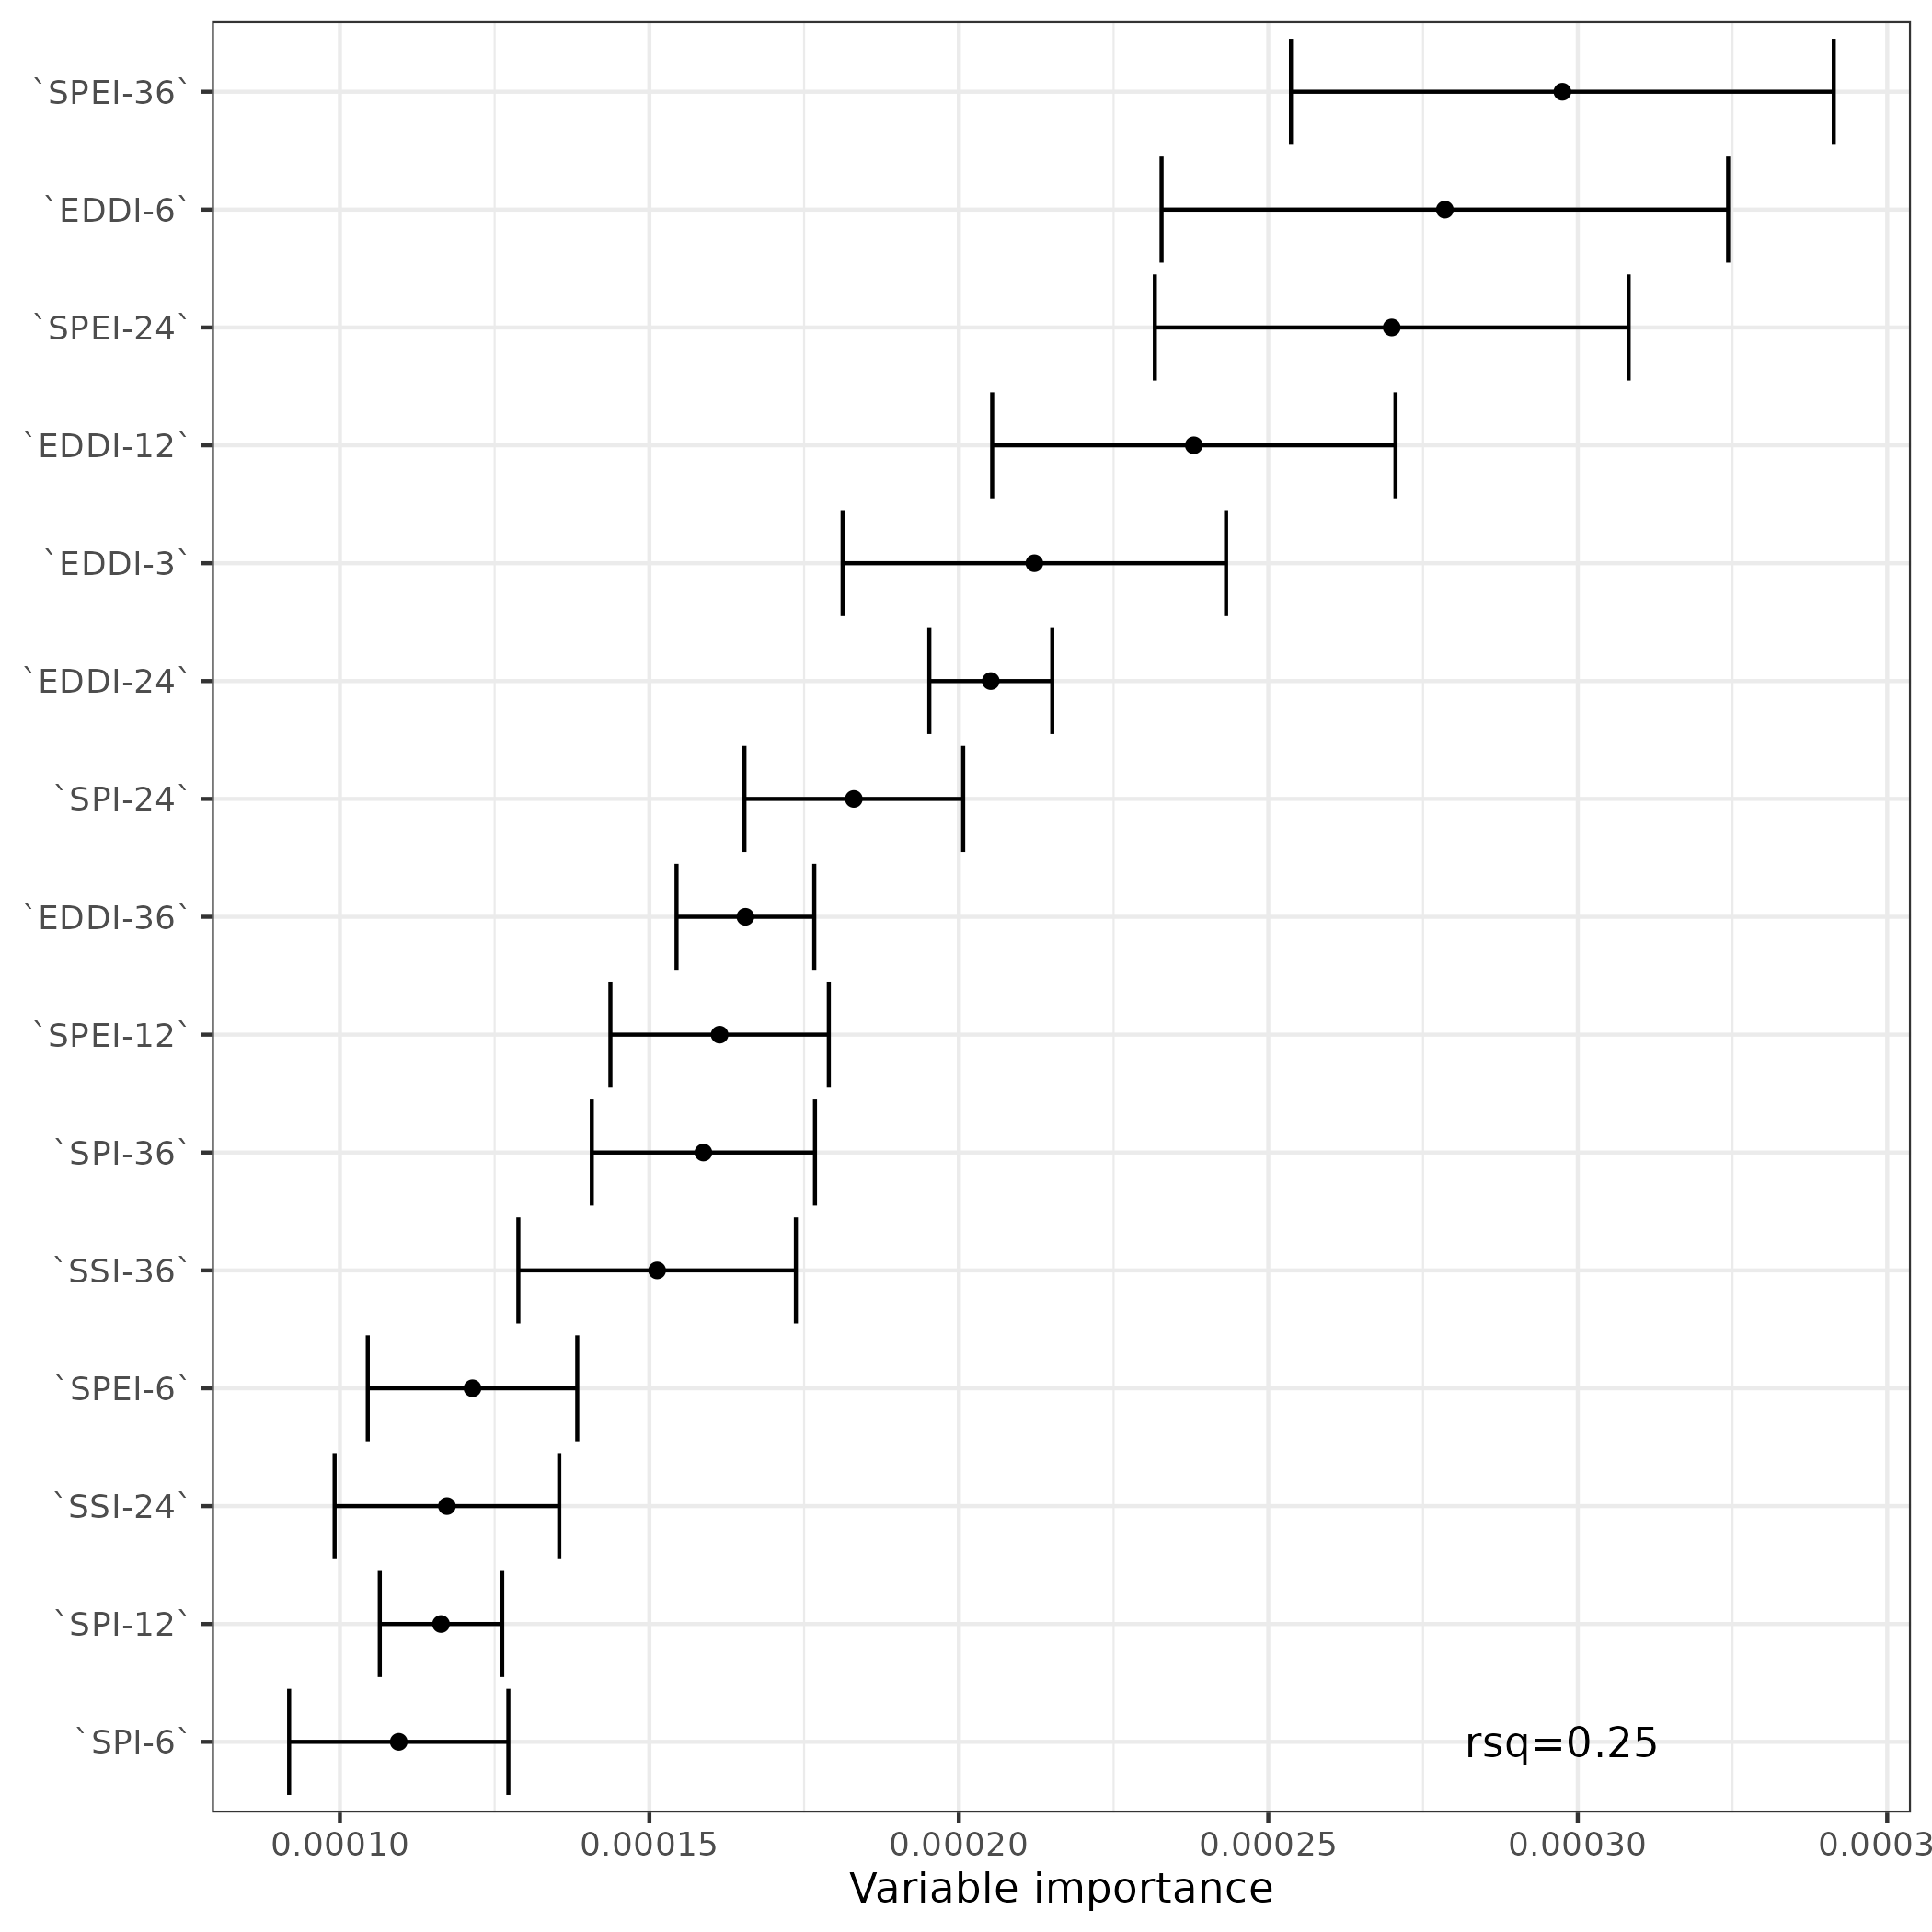 `SPEI-36`
`EDDI-6`
`SPEI-24`
`EDDI-12`
`EDDI-3`
`EDDI-24`
`SPI-24`
`EDDI-36`
`SPEI-12`
`SPI-36`
`SSI-36`
`SPEI-6`
`SSI-24`
`SPI-12`
`SPI-6`
rsq=0.25
0.00010 0.00015 0.00020 0.00025 0.00030 0.0003
Variable importance